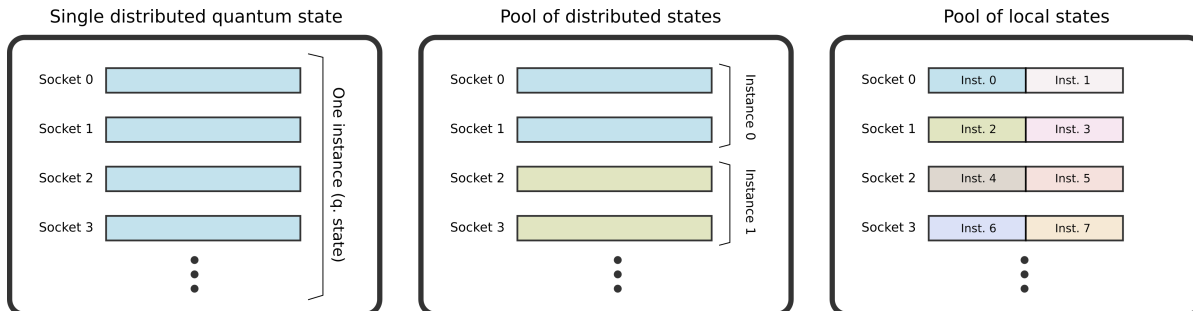 Single distributed quantum state
Socket 0
Socket 1
Socket 2
Socket 3
One instance (q. state)
Pool of distributed states
Socket 0
Socket 1
Socket 2
Socket 3
Instance 0
Instance 1
Pool of local states
Socket 0 Inst. 0 Inst. 1
Socket 1 Inst. 2 Inst. 3
Socket 2 Inst. 4 Inst. 5
Socket 3 Inst. 6 Inst. 7